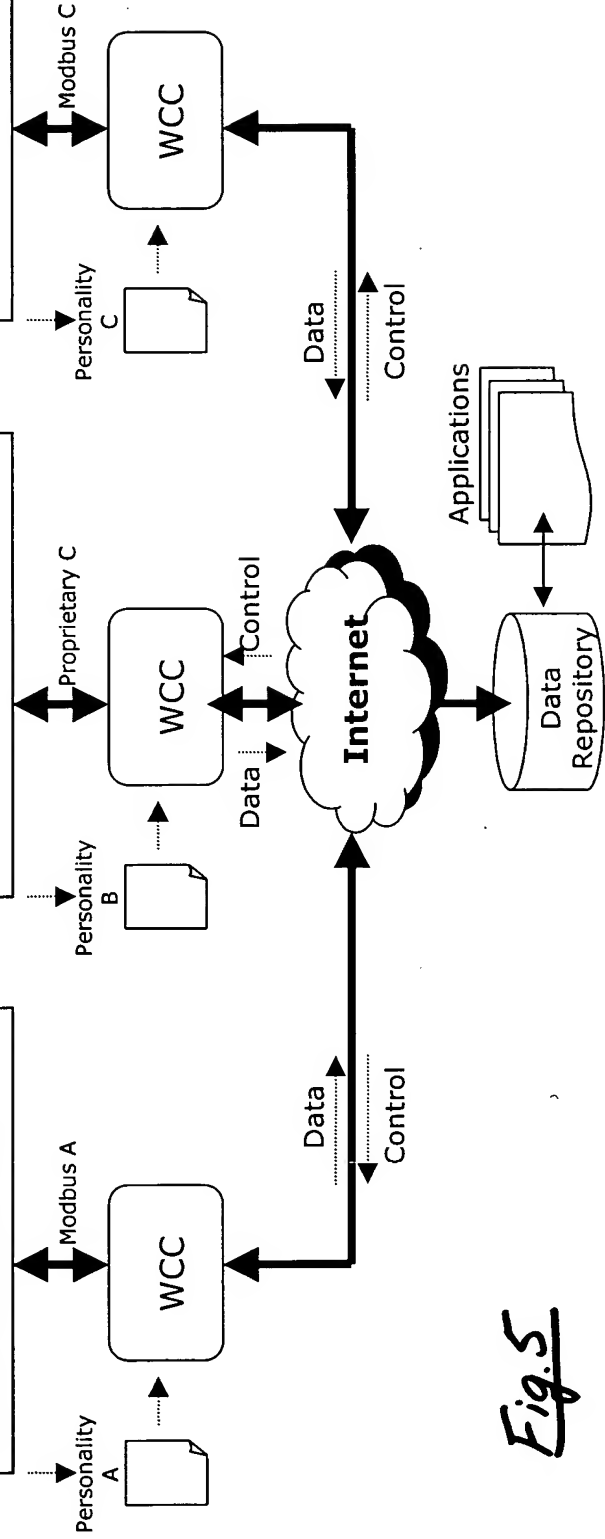 Modbus A
Proprietary C
Modbus C
Personality
A
WCC
Personality
B
WCC
Personality
C
WCC
Data
Control
Data
Control
Data
Control
Internet
Applications
Data
Repository
Fig. 5